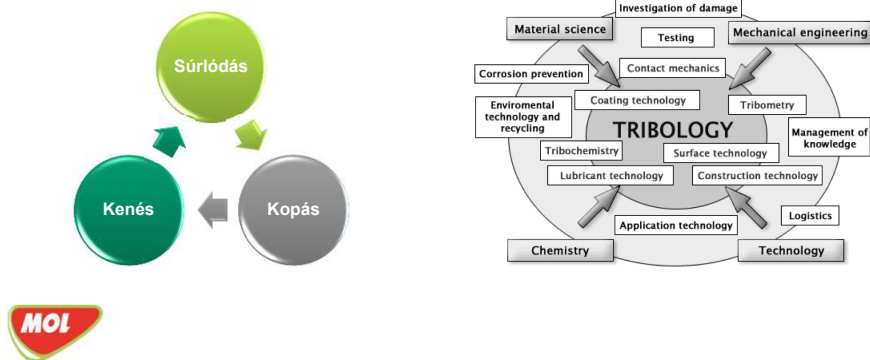 Súrlódás
Kenés
Kopás
MOL
Investigation of damage
Material science
Mechanical engineering
Testing
Contact mechanics
Corrosion prevention
Coating technology
Tribometry
Enviromental
technology and
recycling
TRIBOLOGY
Management of
knowledge
Tribochemistry
Surface technology
Lubricant technology
Construction technology
Logistics
Application technology
Chemistry
Technology